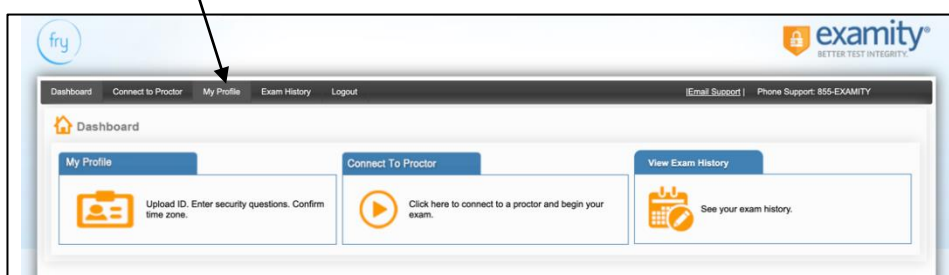 fry
examity®
BETTER TEST INTEGRITY.
Dashboard Connect to Proctor My Profile Exam History Logout |Email Support| Phone Support: 855-EXAMITY
Dashboard
My Profile
Upload ID. Enter security questions. Confirm
time zone.
Connect To Proctor
Click here to connect to a proctor and begin your
exam.
View Exam History
See your exam history.